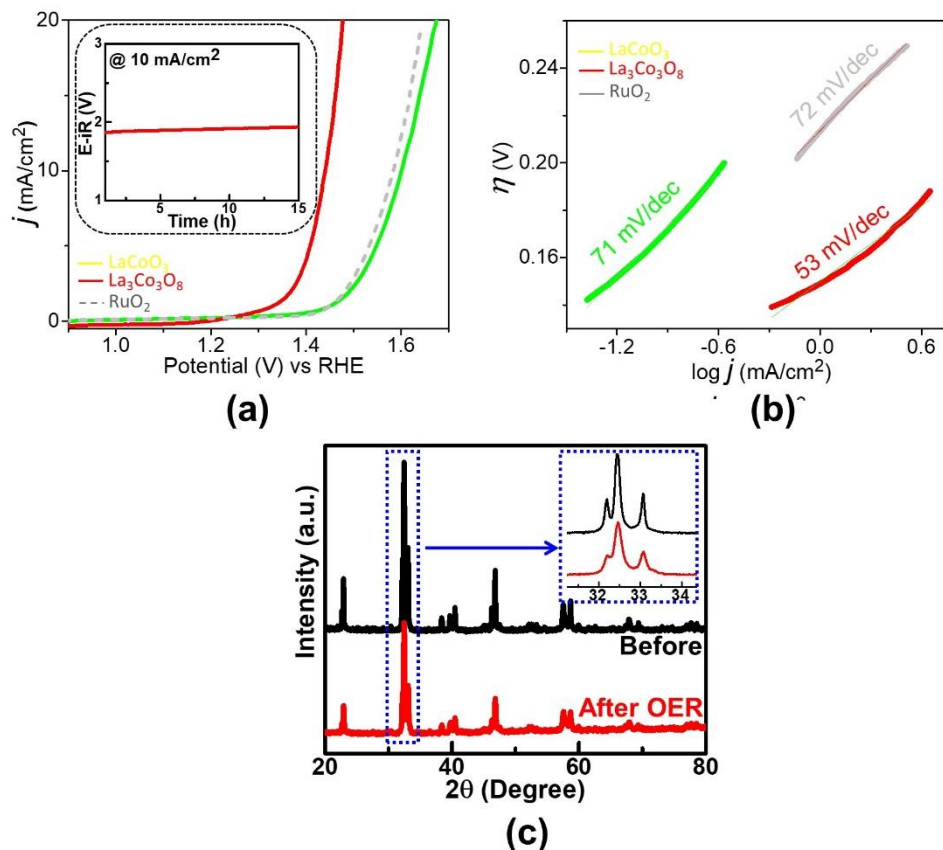 20
10
0
j (mA/cm²)
@ 10 mA/cm²
3
2
1
E-iR (V)
5 10 15
Time (h)
LaCoO₃
La₃Co₃O₈
RuO₂
1.0 1.2 1.4 1.6
Potential (V) vs RHE
(a)
0.24
0.20
0.16
η (V)
LaCoO₃
La₃Co₃O₈
RuO₂
72 mV/dec
71 mV/dec
53 mV/dec
-1.2 -0.6 0.0 0.6
log j (mA/cm²)
(b)
Intensity (a.u.)
32 33 34
Before
After OER
20 40 60 80
2θ (Degree)
(c)